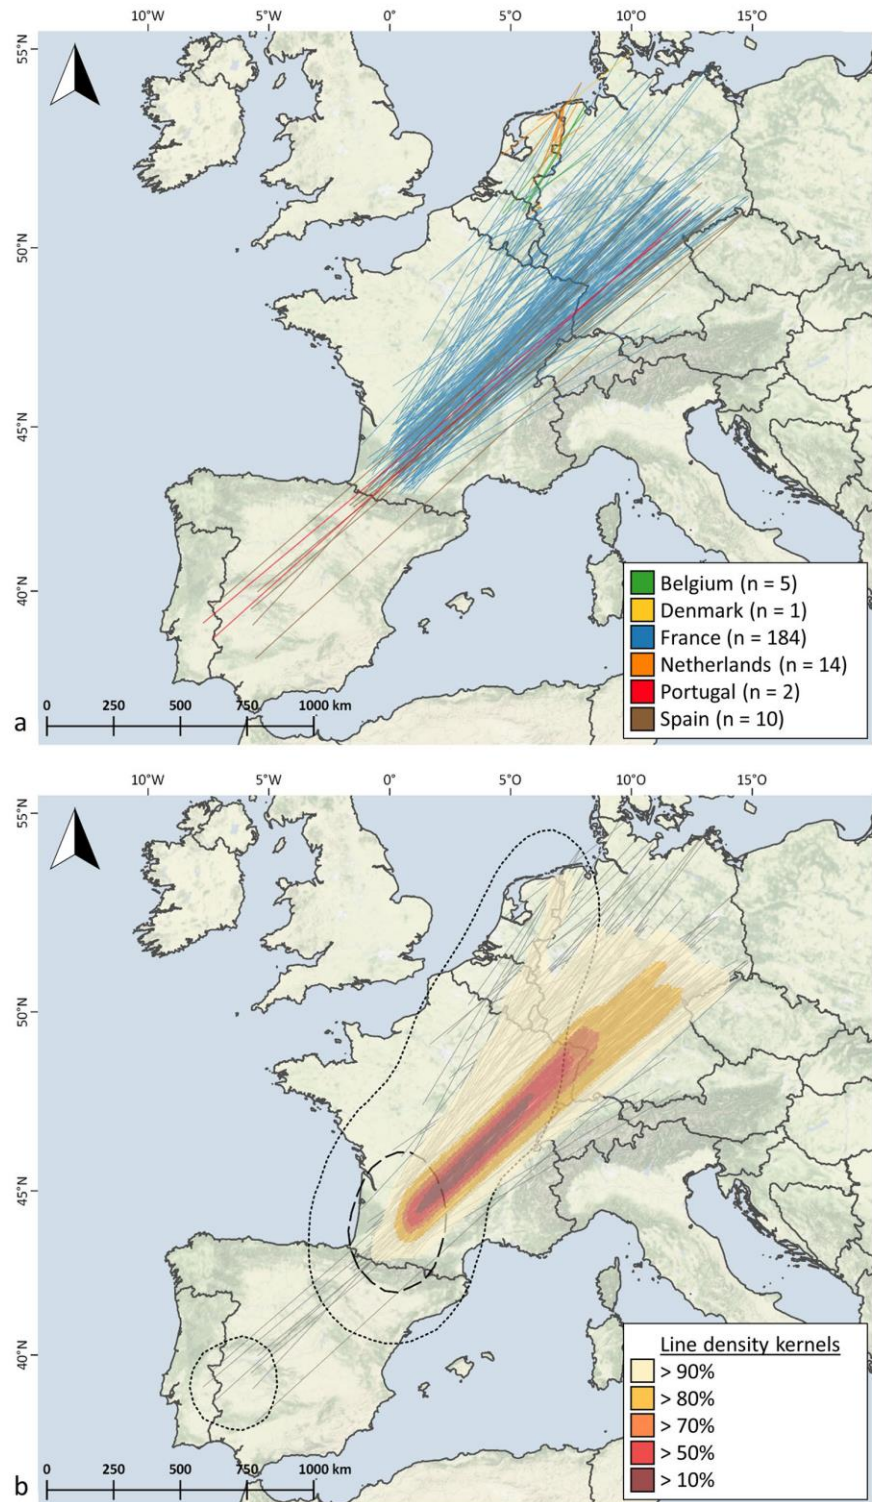 10°W 5°W 0° 5°O 10°O 15°O
55°N
50°N
45°N
40°N
Belgium (n = 5)
Denmark (n = 1)
France (n = 184)
Netherlands (n = 14)
Portugal (n = 2)
Spain (n = 10)
0 250 500 750 1000 km
a
10°W 5°W 0° 5°O 10°O 15°O
55°N
50°N
45°N
40°N
Line density kernels
> 90%
> 80%
> 70%
> 50%
> 10%
0 250 500 750 1000 km
b